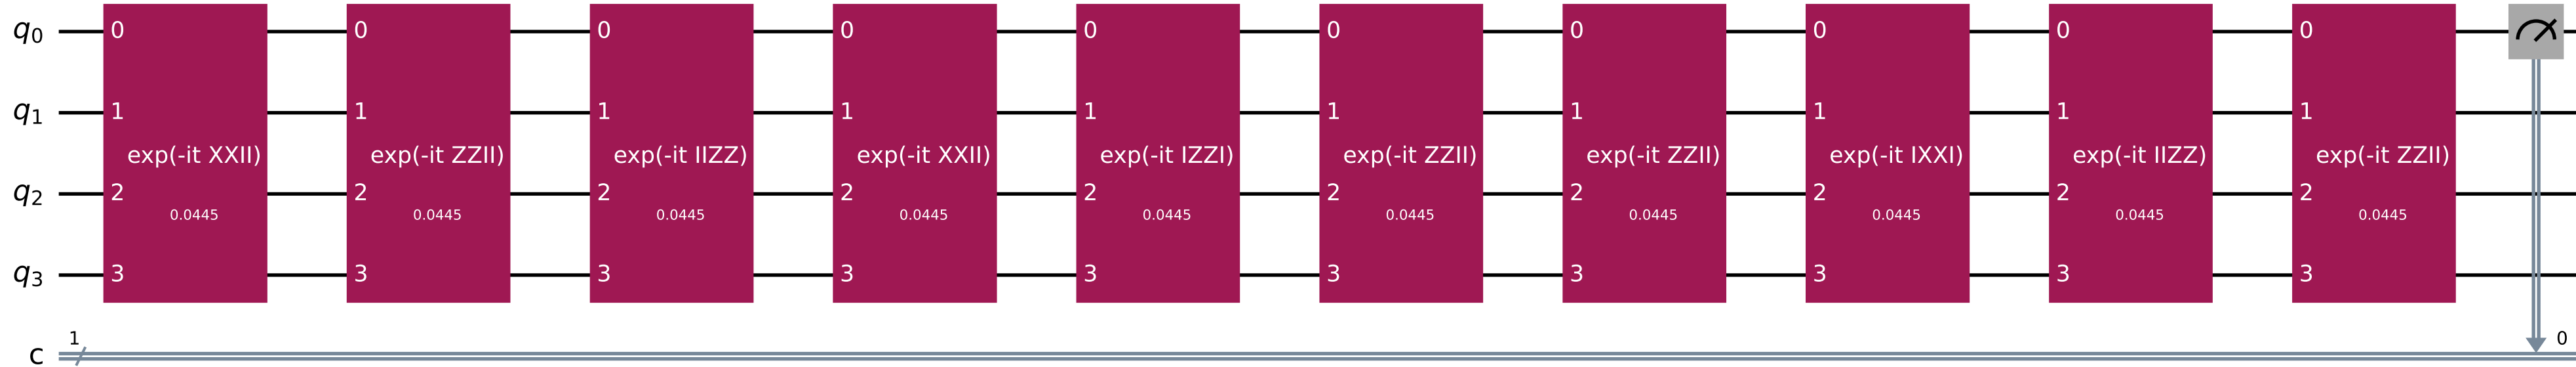 q0 0 0 0 0 0 0 0 0 0 0
q1 1 1 1 1 1 1 1 1 1 1
exp(-it XXII) exp(-it ZZII) exp(-it IIZZ) exp(-it XXII) exp(-it IZZI) exp(-it ZZII) exp(-it ZZII) exp(-it IXXI) exp(-it IIZZ) exp(-it ZZII)
q2 2 2 2 2 2 2 2 2 2 2
0.0445 0.0445 0.0445 0.0445 0.0445 0.0445 0.0445 0.0445 0.0445 0.0445
q3 3 3 3 3 3 3 3 3 3 3
1 0
c